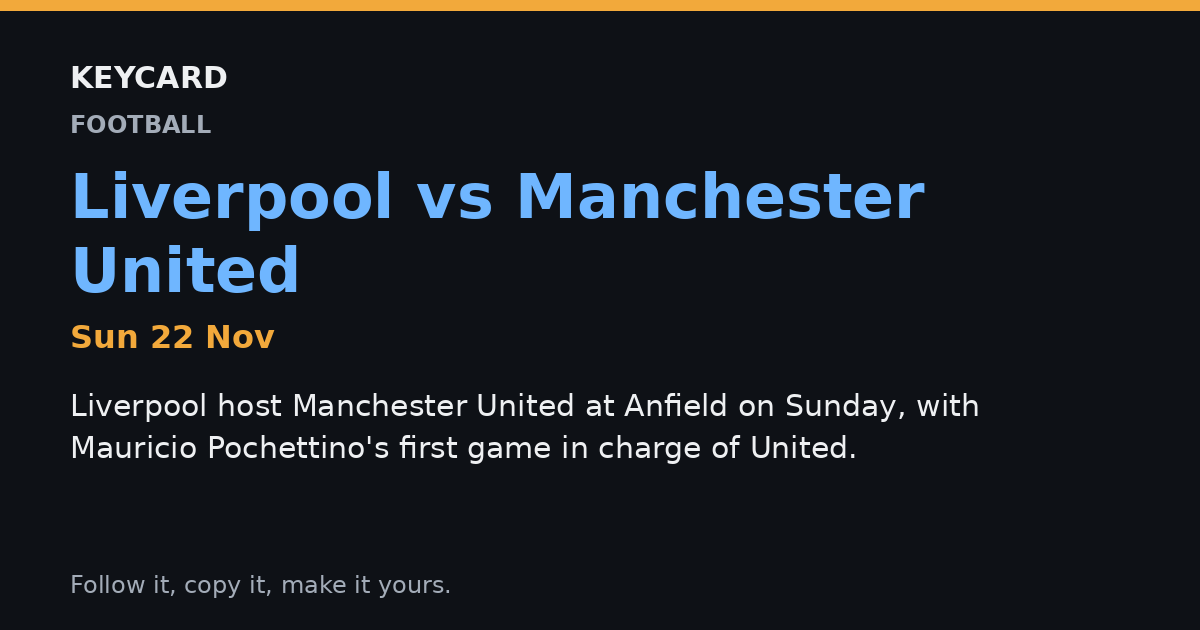 KEYCARD
FOOTBALL
Liverpool vs Manchester
United
Sun 22 Nov
Liverpool host Manchester United at Anfield on Sunday, with
Mauricio Pochettino's first game in charge of United.
Follow it, copy it, make it yours.